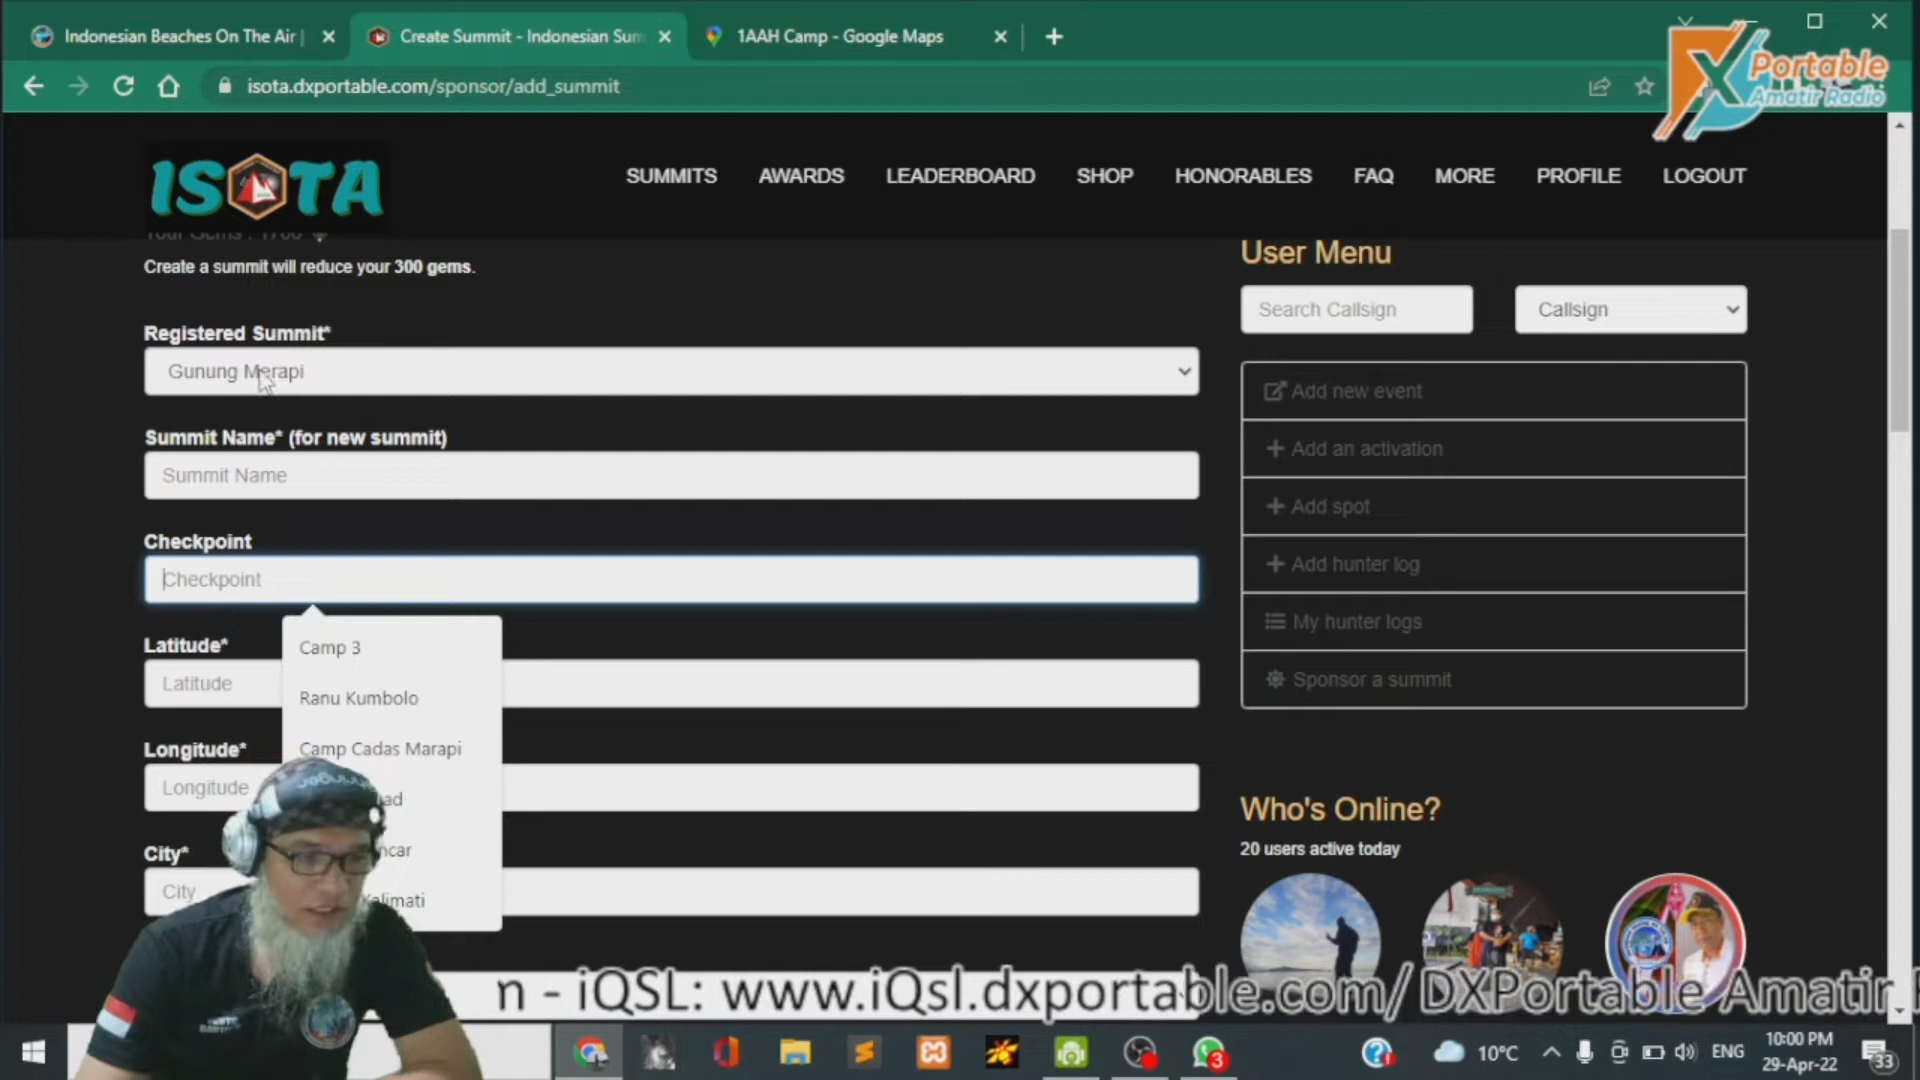 Indonesian Beaches On The Air |
Create Summit - Indonesian Sum
1AAH Camp - Google Maps
isota.dxportable.com/sponsor/add_summit
Portable
Amatir Radio
ISOTA
SUMMITS
AWARDS
LEADERBOARD
SHOP
HONORABLES
FAQ
MORE
PROFILE
LOGOUT
Create a summit will reduce your 300 gems.
Registered Summit*
Gunung Merapi
Summit Name* (for new summit)
Summit Name
Checkpoint
Checkpoint
Camp 3
Ranu Kumbolo
Camp Cadas Marapi
Latitude*
Latitude
Longitude*
Longitude
City*
City
User Menu
Search Callsign
Callsign
Add new event
Add an activation
Add spot
Add hunter log
My hunter logs
Sponsor a summit
Who's Online?
20 users active today
n - iQSL: www.iQsl.dxportable.com/ DXPortable Amatir
3
10°C
ENG
10:00 PM
29-Apr-22
33